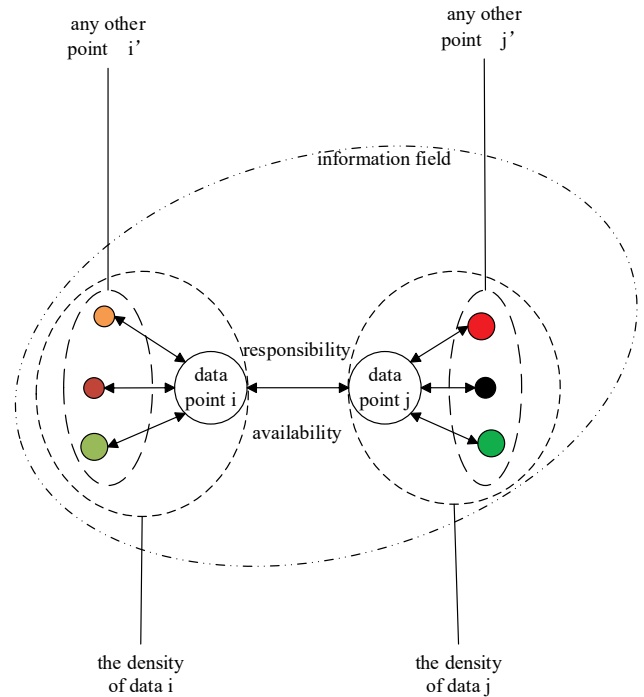 any other
point i’
any other
point j’
information field
responsibility
data
point i
data
point j
availability
the density
of data i
the density
of data j